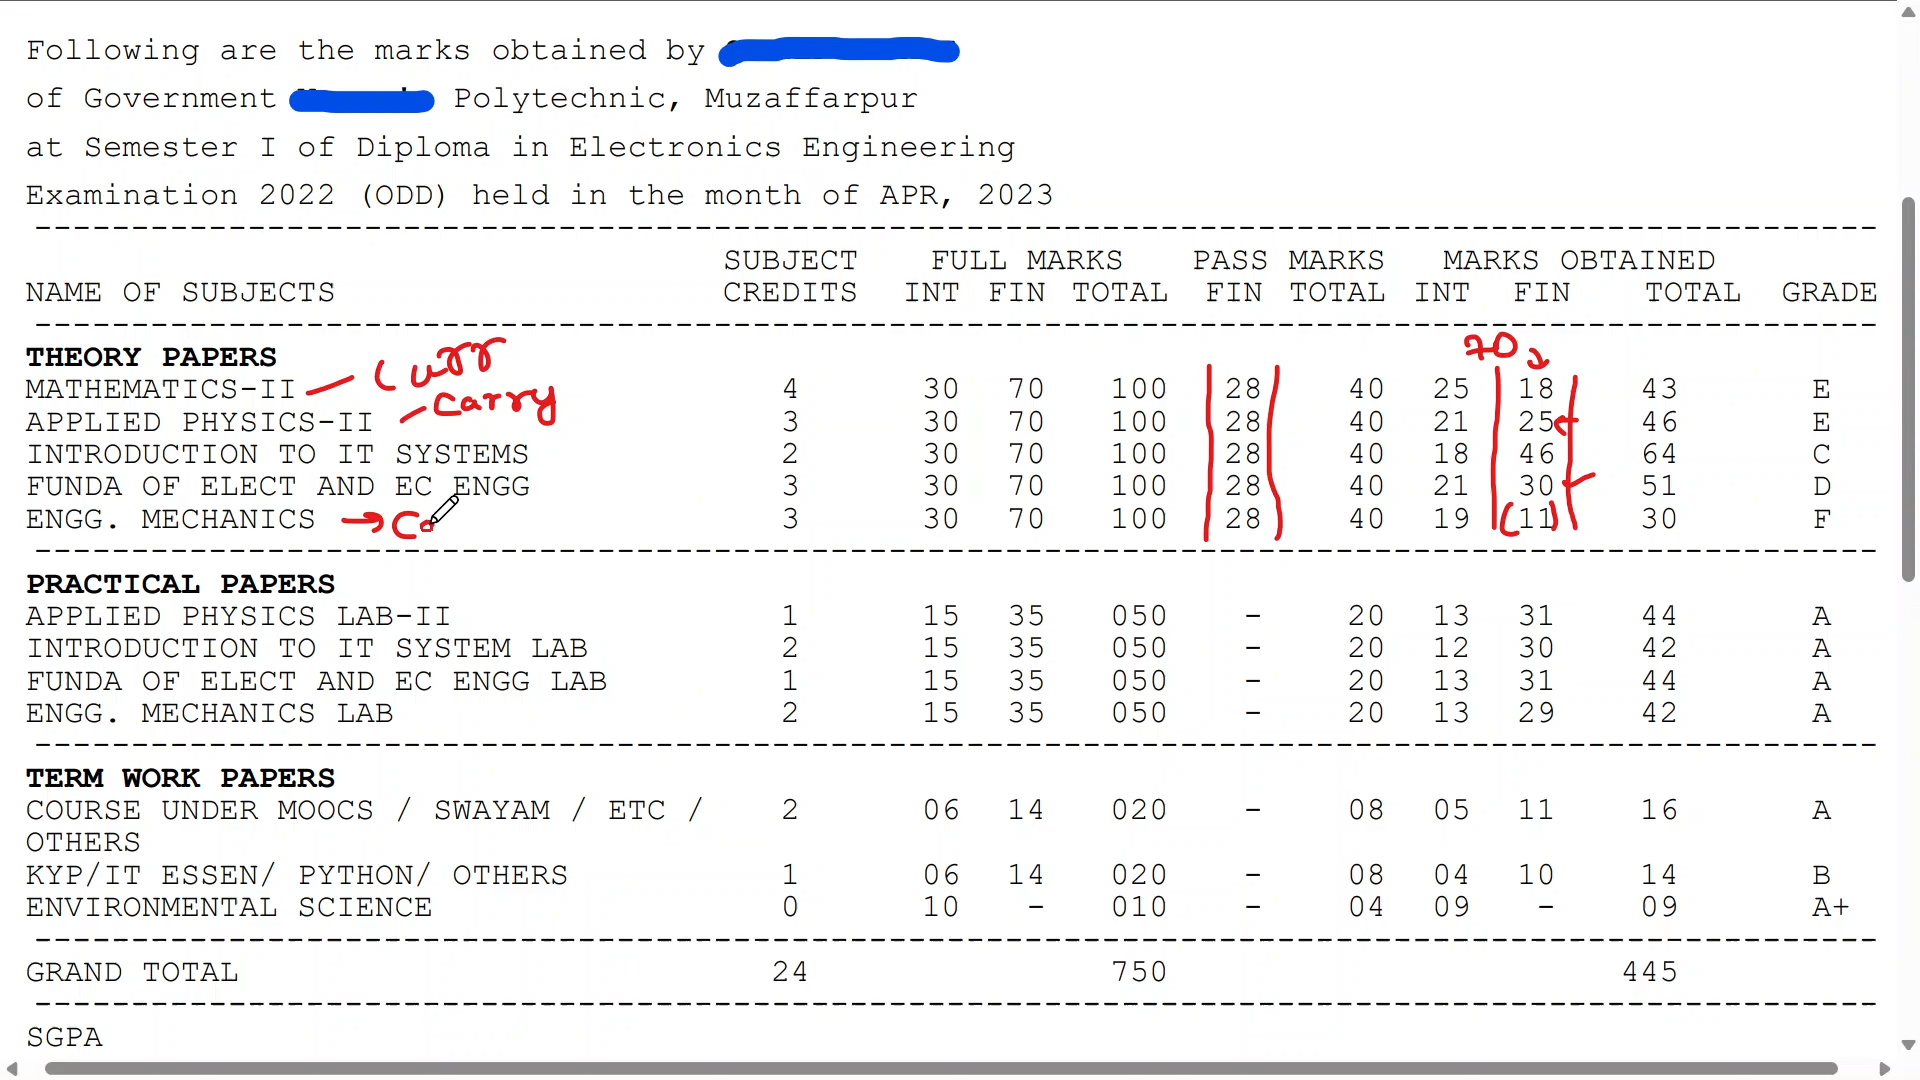 Following are the marks obtained by
of Government Polytechnic, Muzaffarpur
at Semester I of Diploma in Electronics Engineering
Examination 2022 (ODD) held in the month of APR, 2023
SUBJECT FULL MARKS PASS MARKS MARKS OBTAINED
NAME OF SUBJECTS CREDITS INT FIN TOTAL FIN TOTAL INT FIN TOTAL GRADE
70
THEORY PAPERS
MATHEMATICS-II 4 30 70 100 28 40 25 18 43 E
APPLIED PHYSICS-II carry 3 30 70 100 28 40 21 25 46 E
INTRODUCTION TO IT SYSTEMS 2 30 70 100 28 40 18 46 64 C
FUNDA OF ELECT AND EC ENGG 3 30 70 100 28 40 21 30 51 D
ENGG. MECHANICS 3 30 70 100 28 40 19 11 30 F
PRACTICAL PAPERS
APPLIED PHYSICS LAB-II 1 15 35 050 - 20 13 31 44 A
INTRODUCTION TO IT SYSTEM LAB 2 15 35 050 - 20 12 30 42 A
FUNDA OF ELECT AND EC ENGG LAB 1 15 35 050 - 20 13 31 44 A
ENGG. MECHANICS LAB 2 15 35 050 - 20 13 29 42 A
TERM WORK PAPERS
COURSE UNDER MOOCS / SWAYAM / ETC / 2 06 14 020 - 08 05 11 16 A
OTHERS
KYP/IT ESSEN/ PYTHON/ OTHERS 1 06 14 020 - 08 04 10 14 B
ENVIRONMENTAL SCIENCE 0 10 - 010 - 04 09 - 09 A+
GRAND TOTAL 24 750 445
SGPA